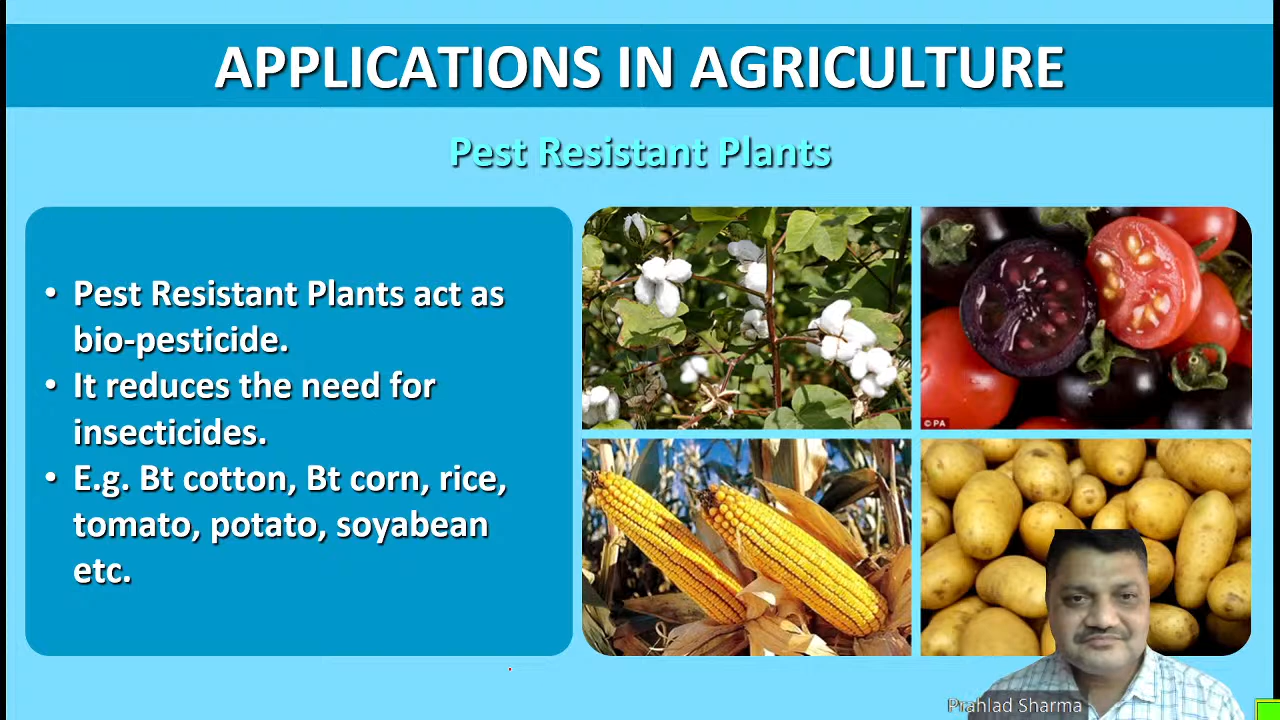 APPLICATIONS IN AGRICULTURE
Pest Resistant Plants
• Pest Resistant Plants act as
bio-pesticide.
• It reduces the need for
insecticides.
• E.g. Bt cotton, Bt corn, rice,
tomato, potato, soyabean
etc.
© PA
Prahlad Sharma